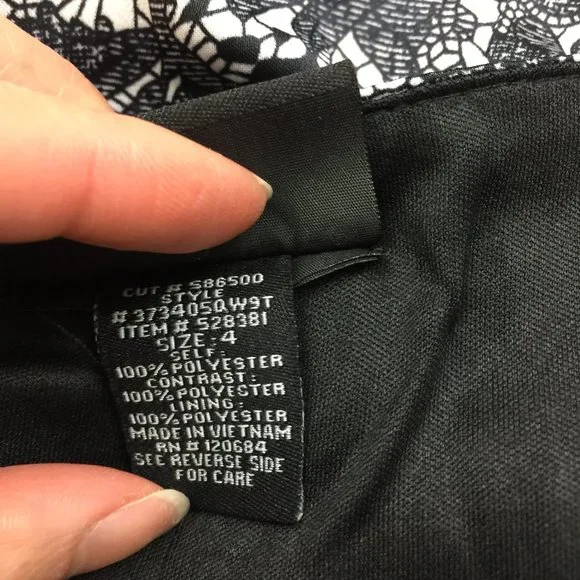 CUT # 586500
STYLE
# 373405QW9T
ITEM # 528381
SIZE: 4
SELF:
100% POLYESTER
CONTRAST:
100% POLYESTER
LINING:
100% POLYESTER
MADE IN VIETNAM
RN # 120684
SEE REVERSE SIDE
FOR CARE